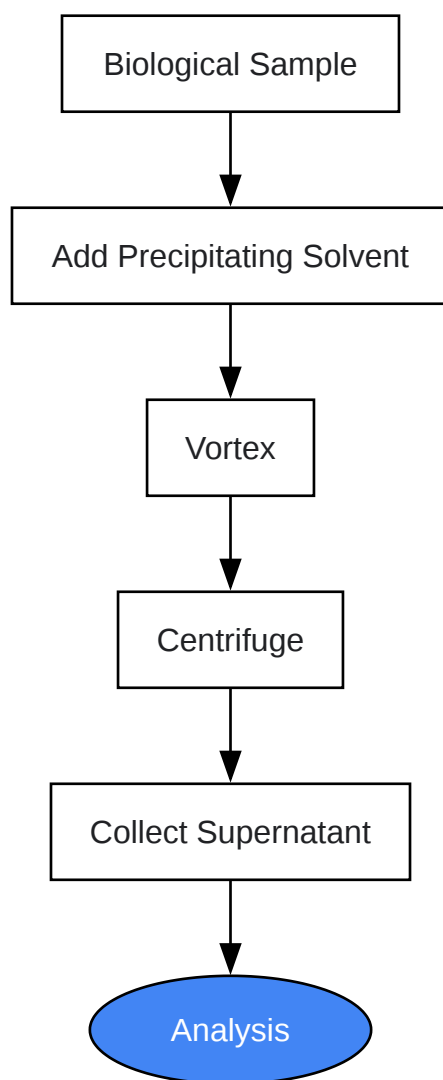 Biological Sample
Add Precipitating Solvent
Vortex
Centrifuge
Collect Supernatant
Analysis